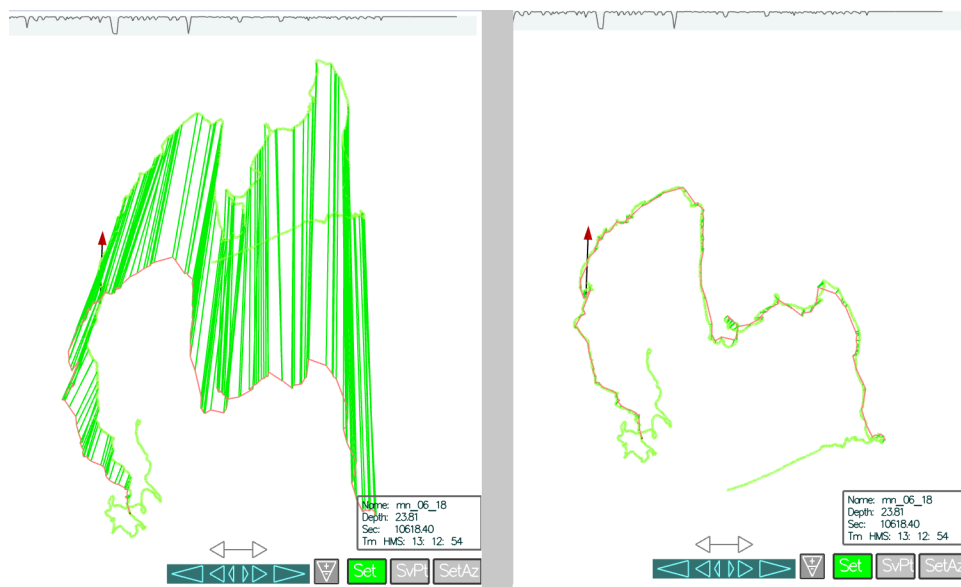 Name: mn_06_18
Depth: 23.81
Sec: 10618.40
Tm HMS: 13: 12: 54
Set SvPt SetAz
Name: mn_06_18
Depth: 23.81
Sec: 10618.40
Tm HMS: 13: 12: 54
Set SvPt SetAz